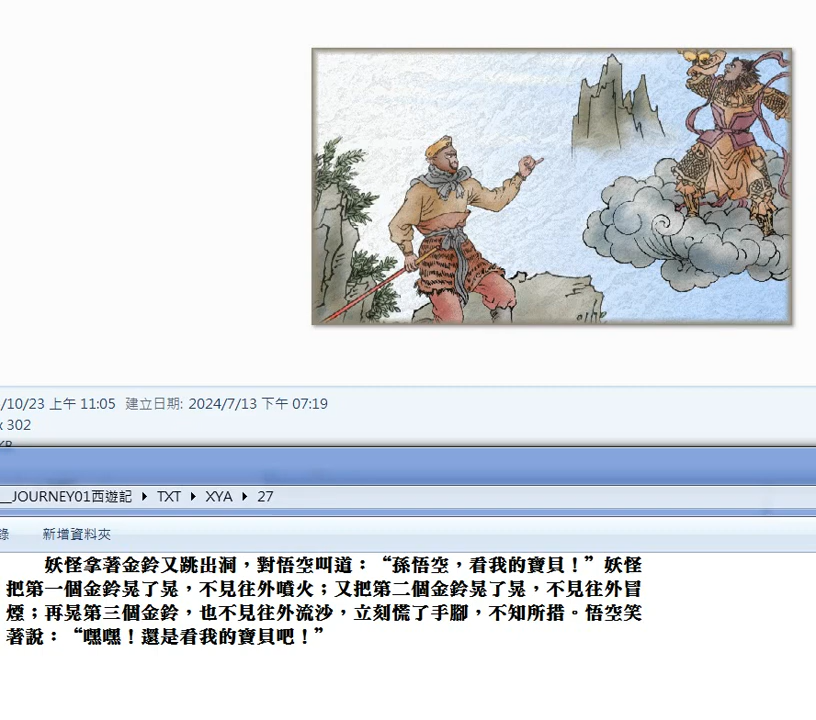 /10/23 上午 11:05 建立日期: 2024/7/13 下午 07:19
x 302
KB
__JOURNEY01西遊記 ▶ TXT ▶ XYA ▶ 27
錄 新增資料夾
妖怪拿著金鈴又跳出洞，對悟空叫道：“孫悟空，看我的寶貝！”妖怪
把第一個金鈴晃了晃，不見往外噴火；又把第二個金鈴晃了晃，不見往外冒
煙；再晃第三個金鈴，也不見往外流沙，立刻慌了手腳，不知所措。悟空笑
著說：“嘿嘿！還是看我的寶貝吧！”